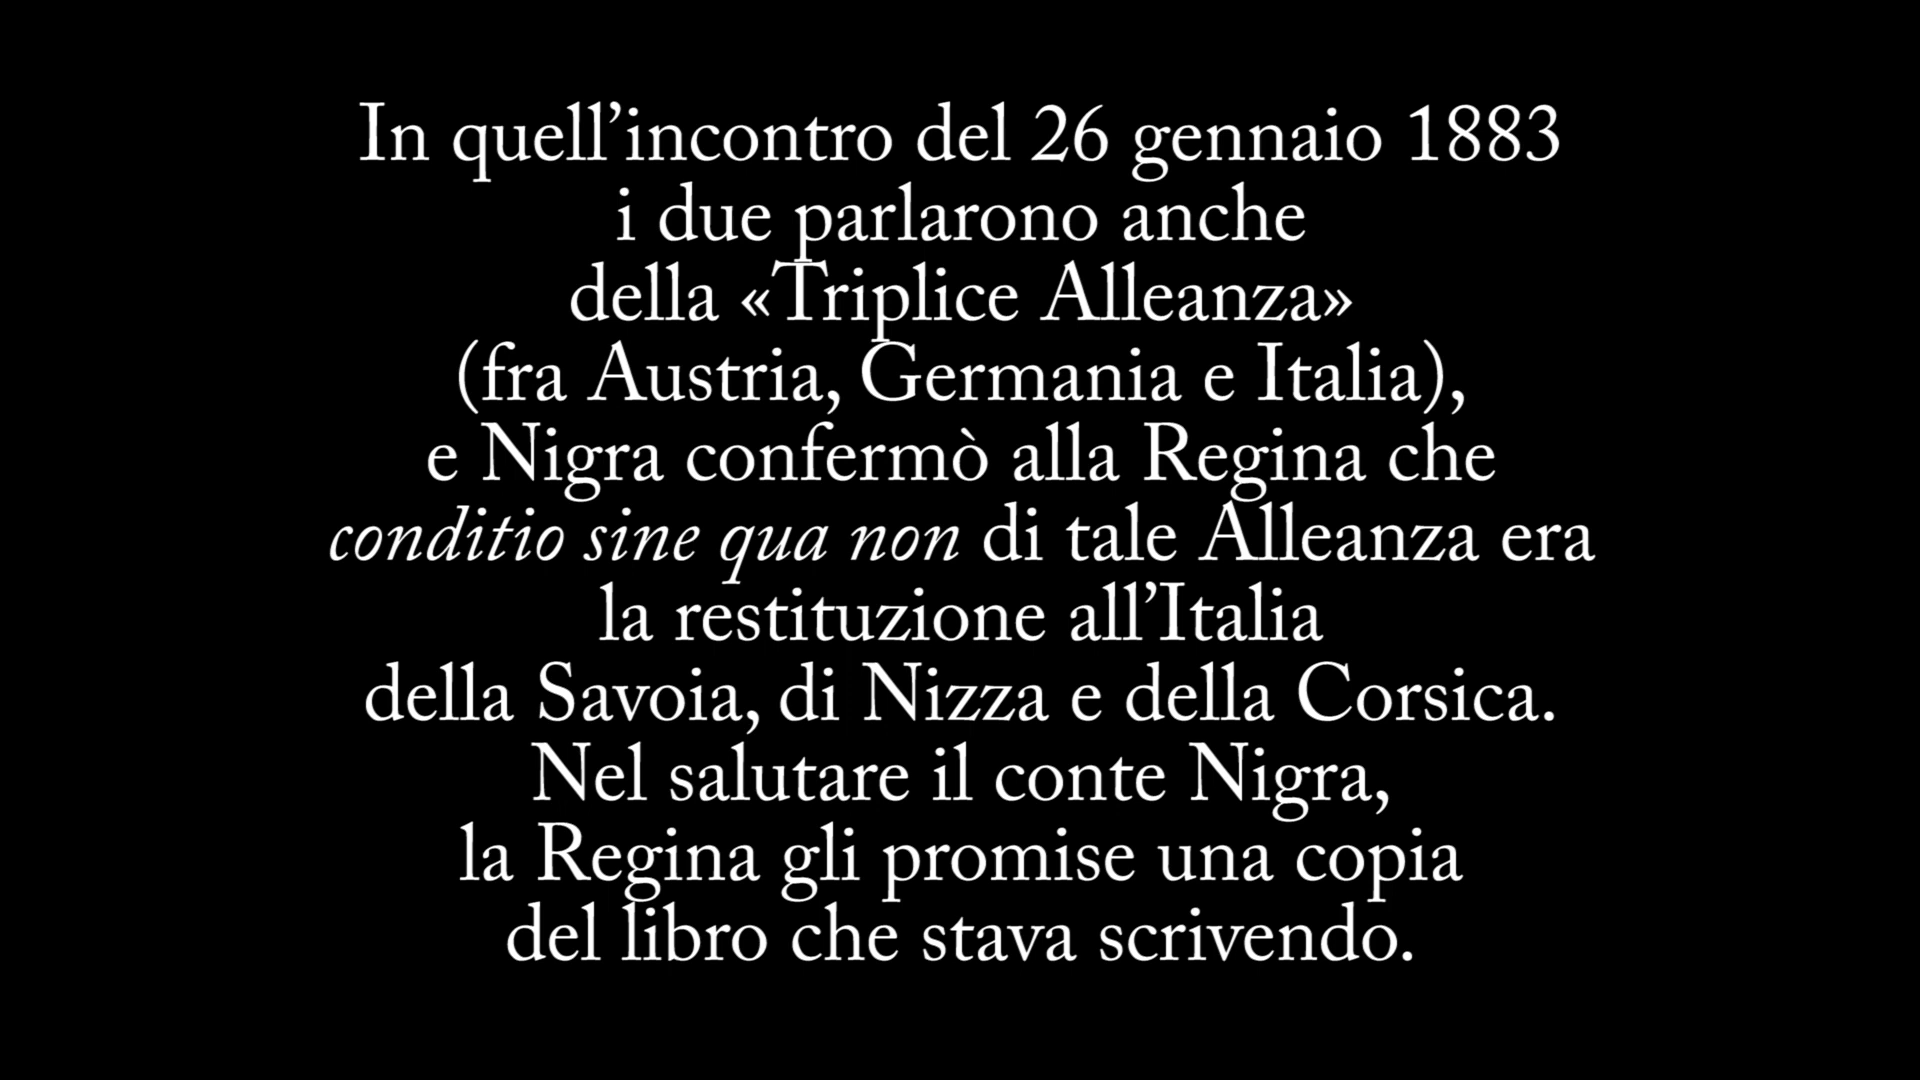 In quell’incontro del 26 gennaio 1883
i due parlarono anche
della «Triplice Alleanza»
(fra Austria, Germania e Italia),
e Nigra confermò alla Regina che
conditio sine qua non di tale Alleanza era
la restituzione all’Italia
della Savoia, di Nizza e della Corsica.
Nel salutare il conte Nigra,
la Regina gli promise una copia
del libro che stava scrivendo.